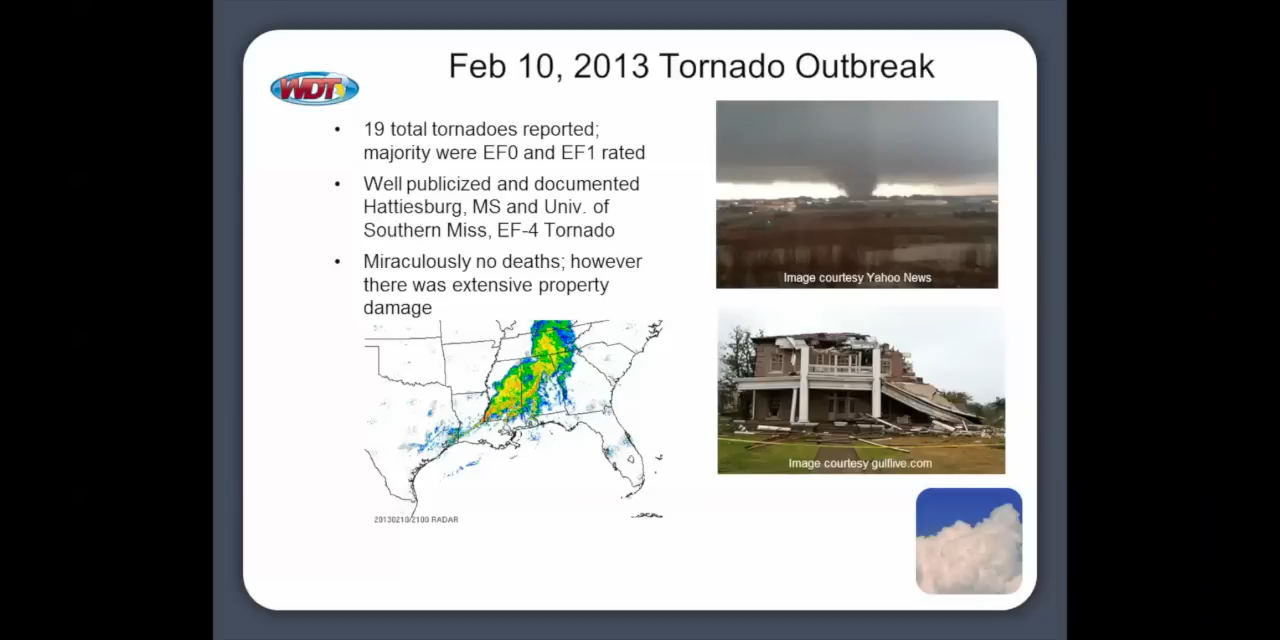 Feb 10, 2013 Tornado Outbreak
WDT
• 19 total tornadoes reported;
majority were EF0 and EF1 rated
• Well publicized and documented
Hattiesburg, MS and Univ. of
Southern Miss, EF-4 Tornado
• Miraculously no deaths; however
there was extensive property
damage
Image courtesy Yahoo News
Image courtesy gulflive.com
20130210/2100 RADAR